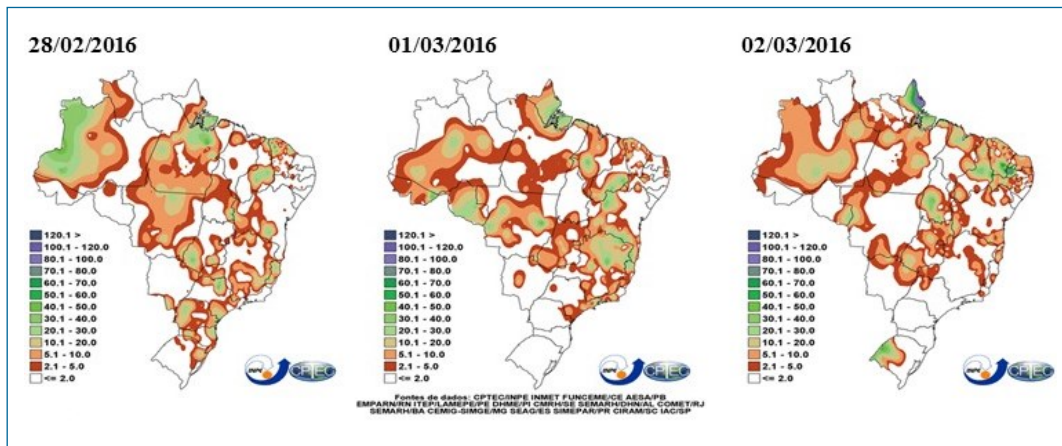 28/02/2016
01/03/2016
02/03/2016
120.1 >
100.1 - 120.0
80.1 - 100.0
70.1 - 80.0
60.1 - 70.0
50.1 - 60.0
40.1 - 50.0
30.1 - 40.0
20.1 - 30.0
10.1 - 20.0
5.1 - 10.0
2.1 - 5.0
<= 2.0
INPE
CPTEC
120.1 >
100.1 - 120.0
80.1 - 100.0
70.1 - 80.0
60.1 - 70.0
50.1 - 60.0
40.1 - 50.0
30.1 - 40.0
20.1 - 30.0
10.1 - 20.0
5.1 - 10.0
2.1 - 5.0
<= 2.0
INPE
CPTEC
120.1 >
100.1 - 120.0
80.1 - 100.0
70.1 - 80.0
60.1 - 70.0
50.1 - 60.0
40.1 - 50.0
30.1 - 40.0
20.1 - 30.0
10.1 - 20.0
5.1 - 10.0
2.1 - 5.0
<= 2.0
INPE
CPTEC
Fontes de dados: CPTEC/INPE INMET FUNCEME/CE AESA/PB
EMPARN/RN ITEP/LAMEPE/PE DHME/PI CMRH/SE SEMARH/DHN/AL COMET/RJ
SEMARH/BA CEMIG-SIMGE/MG SEAG/ES SIMEPAR/PR CIRAM/SC IAC/SP